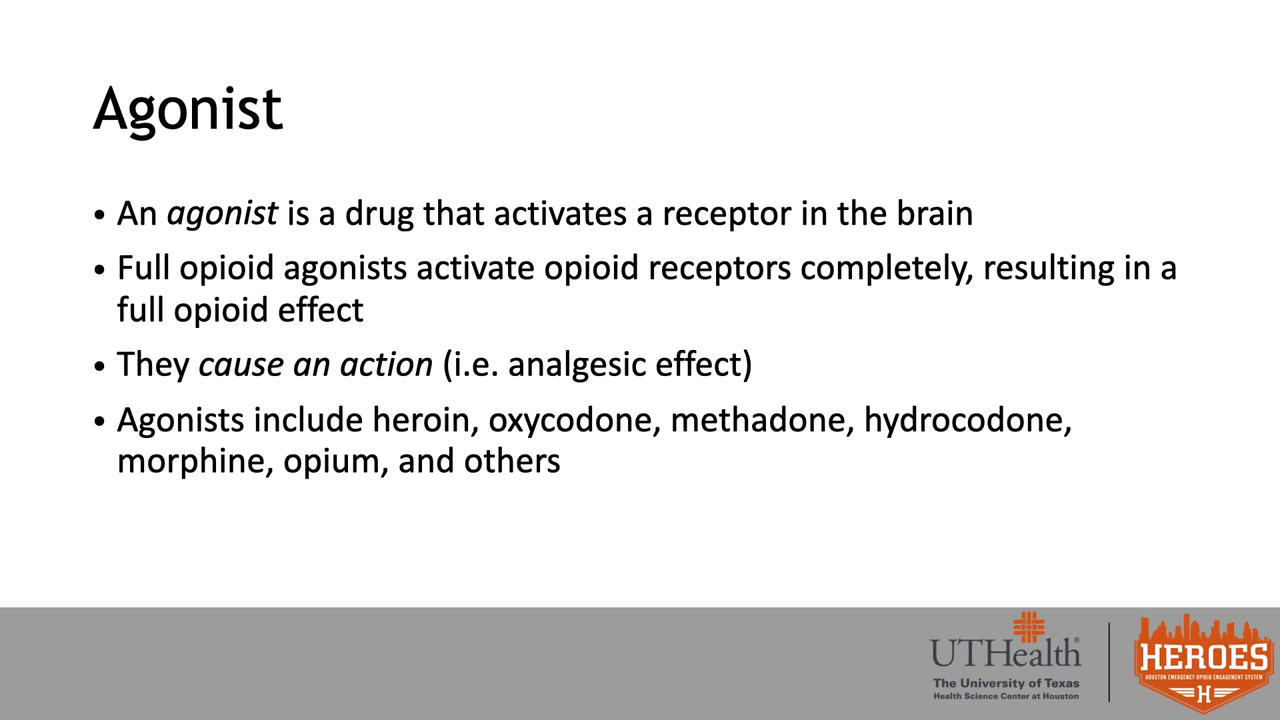 Agonist
• An agonist is a drug that activates a receptor in the brain
• Full opioid agonists activate opioid receptors completely, resulting in a
full opioid effect
• They cause an action (i.e. analgesic effect)
• Agonists include heroin, oxycodone, methadone, hydrocodone,
morphine, opium, and others
UTHealth®
The University of Texas
Health Science Center at Houston
HEROES
HOUSTON EMERGENCY OPIOID ENGAGEMENT SYSTEM
H